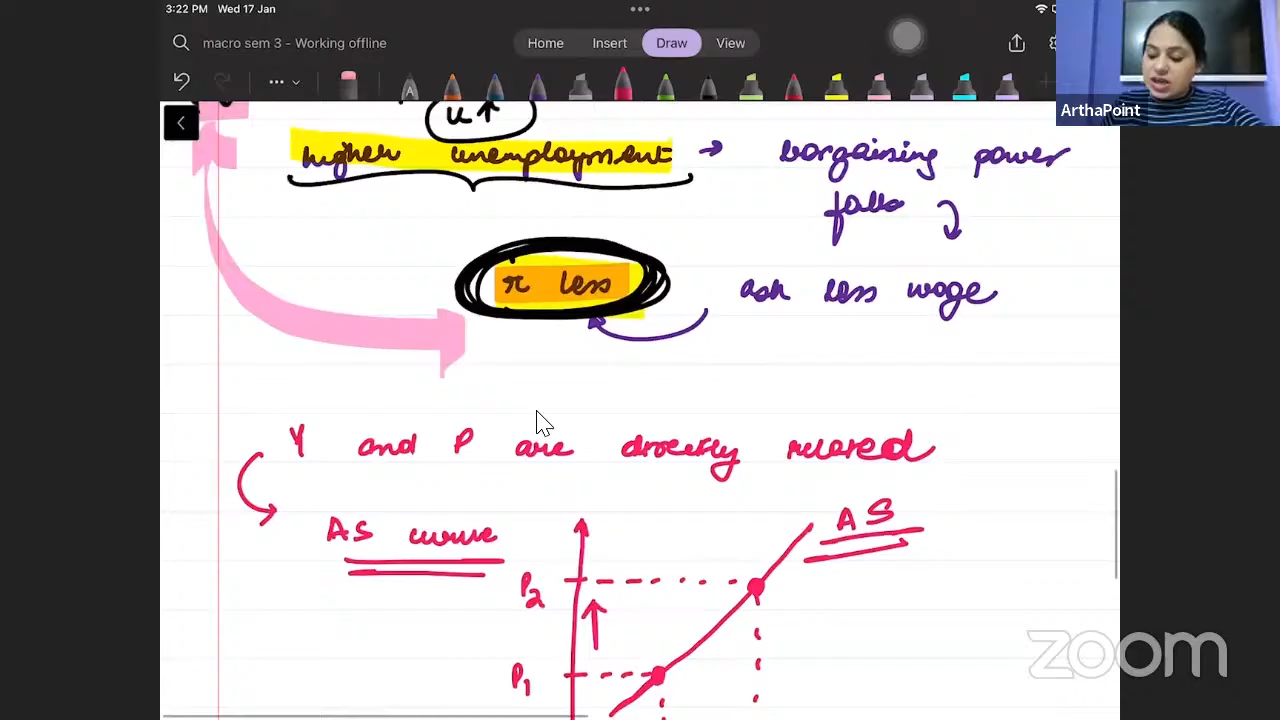 3:22 PM Wed 17 Jan
macro sem 3 - Working offline
Home Insert Draw View
ArthaPoint
u↑
higher unemployment → bargaining power
falls
π less
ask less wage
Y and P are directly related
AS curve
AS
P2
P1
zoom